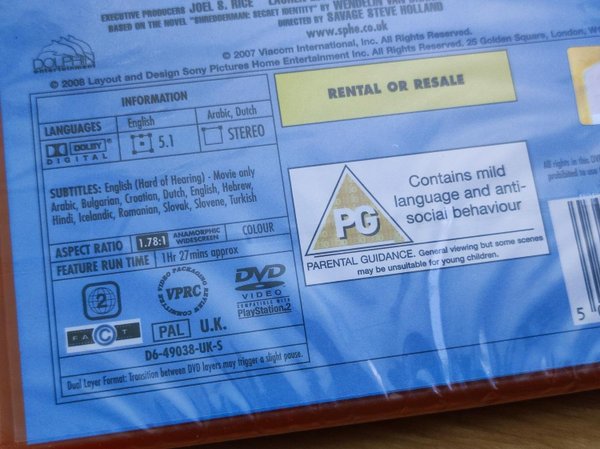 EXECUTIVE PRODUCERS JOEL S. RICE
BASED ON THE NOVEL "SHREDDERMAN: SECRET IDENTITY" BY WENDELIN VAN
DIRECTED BY SAVAGE STEVE HOLLAND
www.sphe.co.uk
© 2007 Viacom International, Inc. All Rights Reserved.
© 2008 Layout and Design Sony Pictures Home Entertainment Inc. All Rights Reserved. 25 Golden Square, London,
DOLPHIN
entertainment
INFORMATION
LANGUAGES English Arabic, Dutch
DOLBY DIGITAL 5.1 STEREO
SUBTITLES: English (Hard of Hearing) - Movie only
Arabic, Bulgarian, Croatian, Dutch, English, Hebrew,
Hindi, Icelandic, Romanian, Slovak, Slovene, Turkish
ASPECT RATIO 1.78:1 ANAMORPHIC WIDESCREEN COLOUR
FEATURE RUN TIME 1Hr 27mins approx
2
VIDEO PACKAGING REVIEW COMMITTEE
VPRC
DVD
VIDEO
COMPATIBLE WITH
PlayStation.2
FACT
PAL U.K.
D6-49038-UK-S
Dual Layer Format: Transition between DVD layers may trigger a slight pause.
RENTAL OR RESALE
PG
Contains mild
language and anti-
social behaviour
PARENTAL GUIDANCE. General viewing but some scenes
may be unsuitable for young children.
All rights in this
prohibited to
5